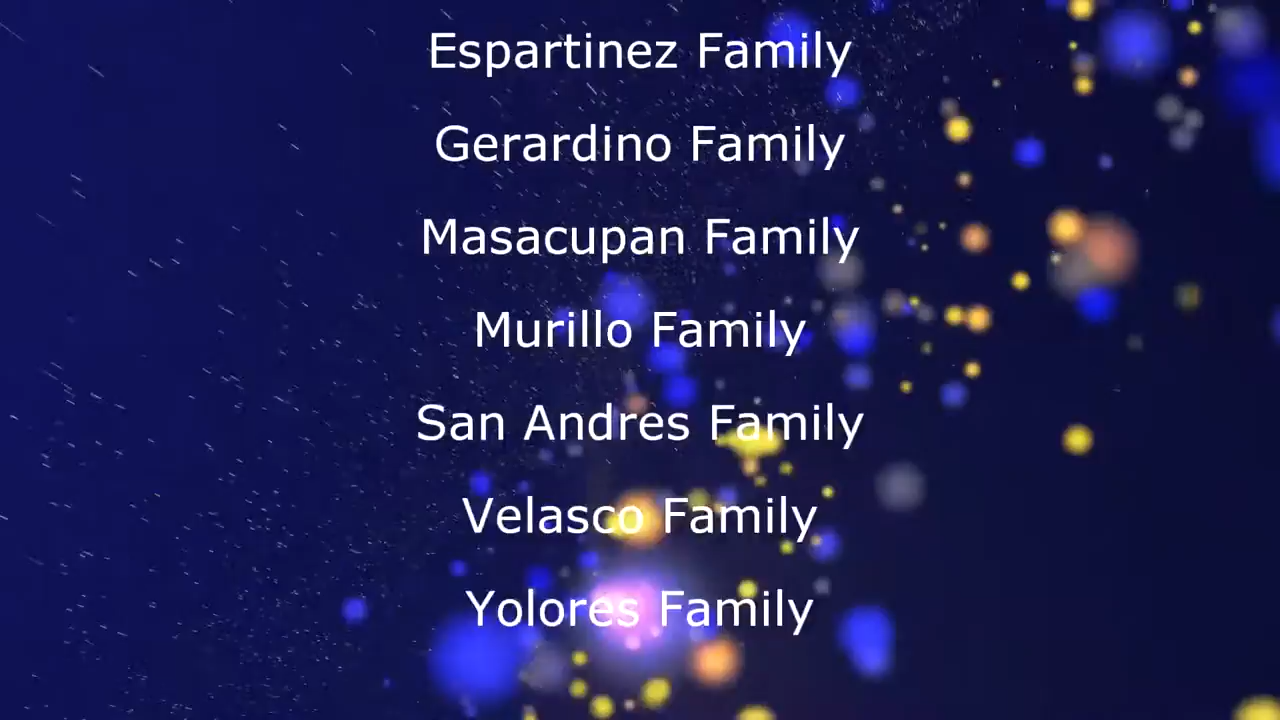 Espartinez Family
Gerardino Family
Masacupan Family
Murillo Family
San Andres Family
Velasco Family
Yolores Family